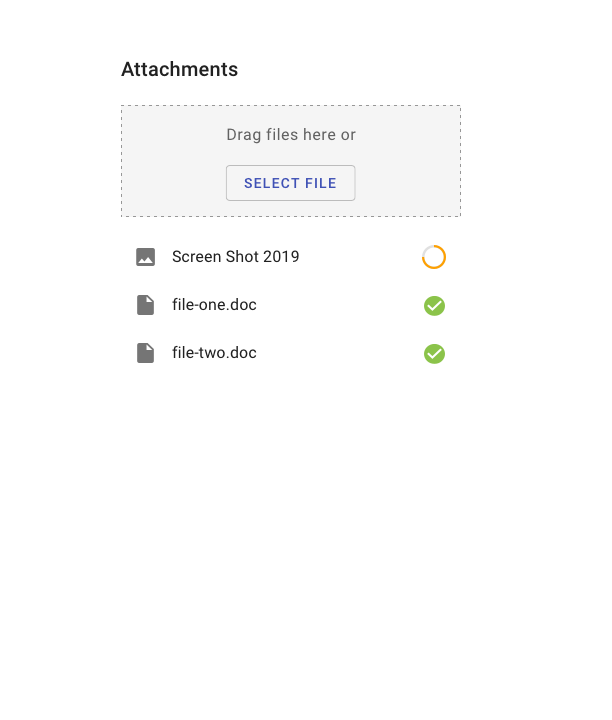 Attachments
Drag files here or
SELECT FILE
Screen Shot 2019
file-one.doc
file-two.doc